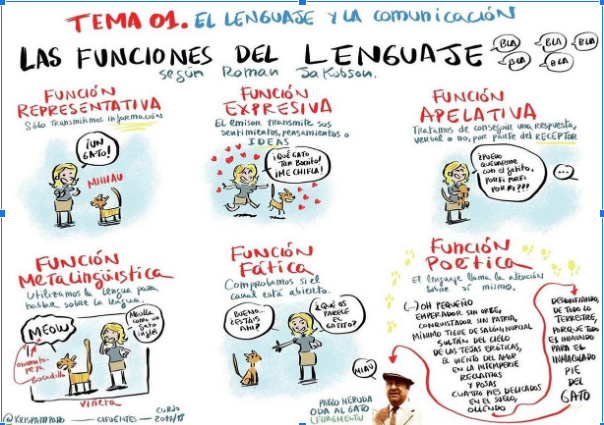 TEMA 01. EL LENGUAJE Y LA COMUNICACIÓN
LAS FUNCIONES DEL LENGUAJE
según Roman Jakobson.
BLA
BLA
BLA
BLA
BLA
FUNCIÓN
REPRESENTATIVA
Sólo transmitimos información
¡UN
GATO!
MIIIAU
FUNCIÓN
EXPRESIVA
El emisor transmite sus
sentimientos, pensamientos o
IDEAS
¡QUÉ GATO
TAN BONITO!
¡ME CHIFLA!
FUNCIÓN
APELATIVA
Tratamos de conseguir una respuesta,
verbal o no, por parte del RECEPTOR
¿PUEDO
QUEDARME
CON EL GATITO,
PORFI PORFI
PORFI???
...
FUNCIÓN
METALINGÜÍSTICA
Utilizamos la lengua para
hablar sobre la lengua.
MEOW
Maúlla
como un
gato
inglés
onomato-
peya
Bocadillo
viñeta
FUNCIÓN
FÁTICA
Comprobamos si el
canal está abierto.
BUENO...
¿ESTÁIS
AHÍ?
¿QUÉ OS
PARECE
EL
GATITO?
FUNCIÓN
POÉTICA
El lenguaje llama la atención
sobre sí mismo.
(...) OH PEQUEÑO
EMPERADOR SIN ORBE,
CONQUISTADOR SIN PATRIA,
MÍNIMO TIGRE DE SALÓN, NUPCIAL
SULTÁN DEL CIELO
DE LAS TEJAS ERÓTICAS,
EL VIENTO DEL AMOR
EN LA INTEMPERIE
RECLAMAS
Y POSAS
CUATRO PIES DELICADOS
EN EL SUELO,
OLIENDO
DESCONFIANDO,
DE TODO LO
TERRESTRE,
PORQUE TODO
ES INMUNDO
PARA EL
INMACULADO
PIE
DEL
GATO
MIAU
PABLO NERUDA
ODA AL GATO
(FRAGMENTO)
CIFUENTES
CURSO
2017/18